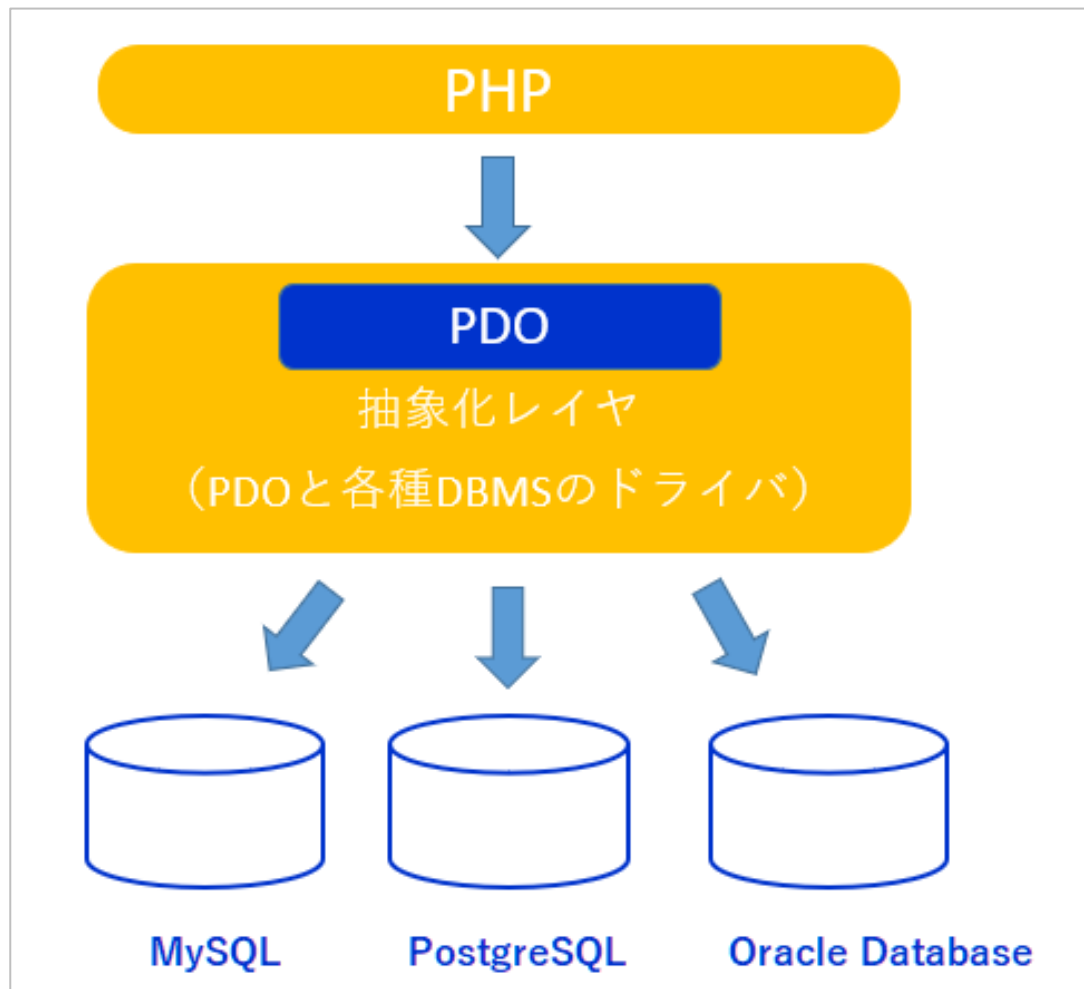 PHP
PDO
抽象化レイヤ
（PDOと各種DBMSのドライバ）
MySQL
PostgreSQL
Oracle Database